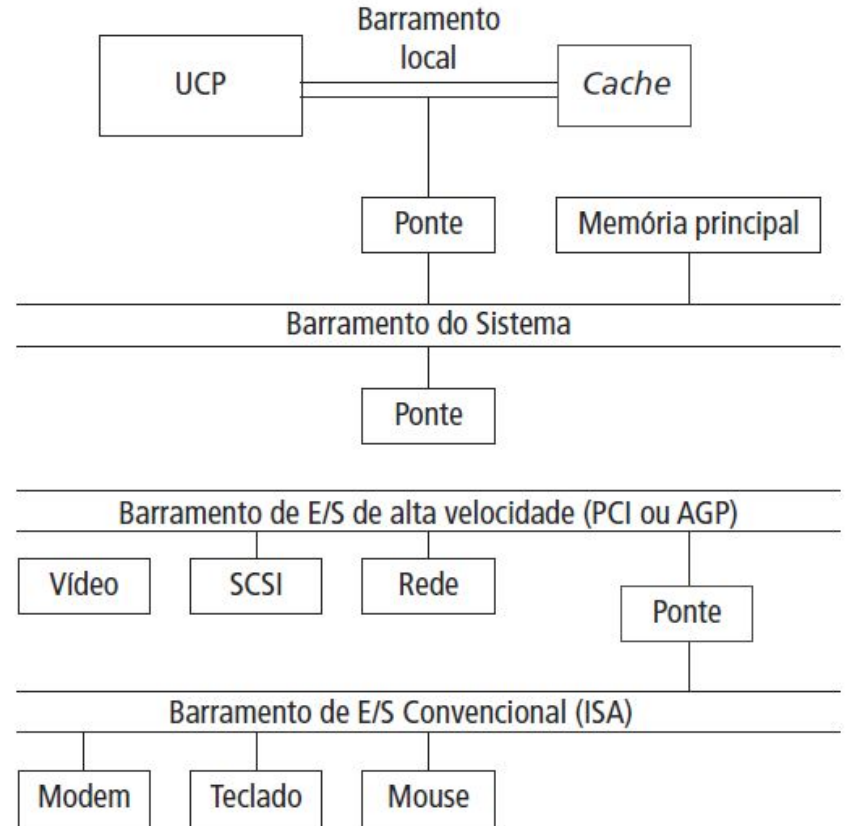 Barramento
local
UCP
Cache
Ponte
Memória principal
Barramento do Sistema
Ponte
Barramento de E/S de alta velocidade (PCI ou AGP)
Vídeo
SCSI
Rede
Ponte
Barramento de E/S Convencional (ISA)
Modem
Teclado
Mouse